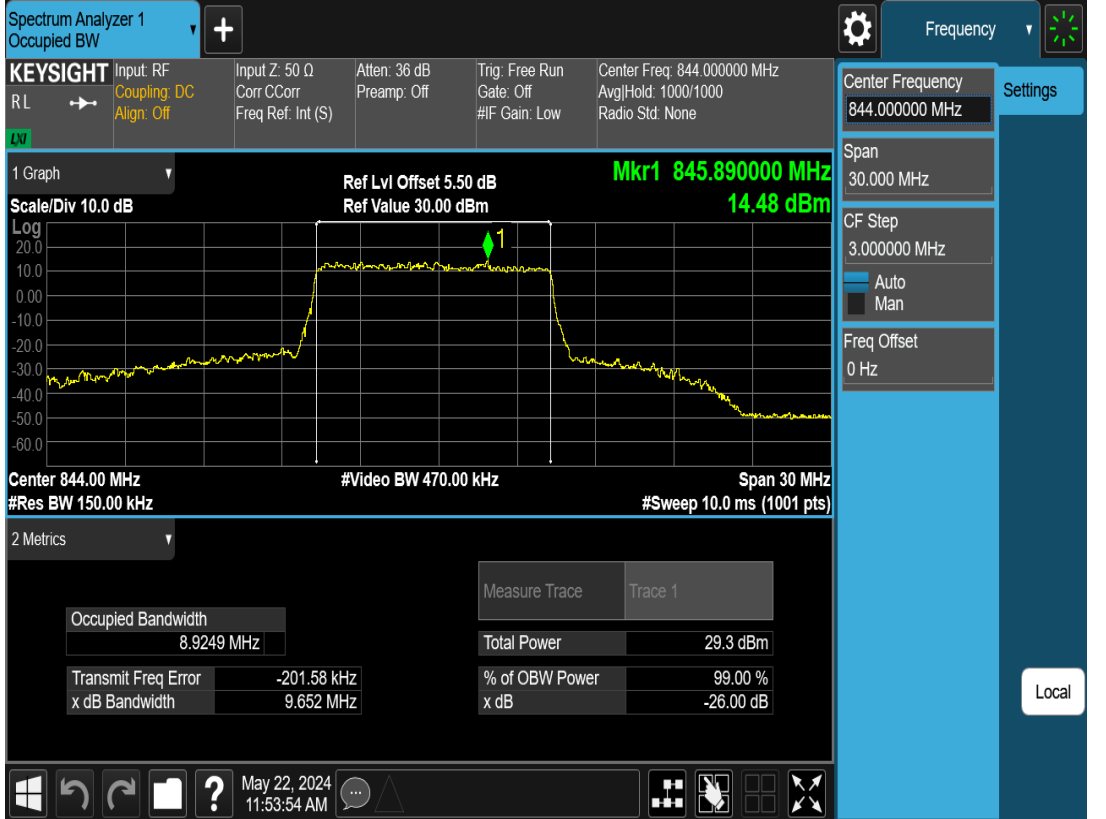 Spectrum Analyzer 1
Occupied BW
+
Frequency
KEYSIGHT
RL
LXI
Input: RF
Coupling: DC
Align: Off
Input Z: 50 Ω
Corr CCorr
Freq Ref: Int (S)
Atten: 36 dB
Preamp: Off
Trig: Free Run
Gate: Off
#IF Gain: Low
Center Freq: 844.000000 MHz
Avg|Hold: 1000/1000
Radio Std: None
Center Frequency
844.000000 MHz
Settings
Span
30.000 MHz
CF Step
3.000000 MHz
Auto
Man
Freq Offset
0 Hz
Local
1 Graph
Scale/Div 10.0 dB
Ref Lvl Offset 5.50 dB
Ref Value 30.00 dBm
Mkr1 845.890000 MHz
14.48 dBm
Log
20.0
10.0
0.00
-10.0
-20.0
-30.0
-40.0
-50.0
-60.0
1
Center 844.00 MHz
#Video BW 470.00 kHz
Span 30 MHz
#Res BW 150.00 kHz
#Sweep 10.0 ms (1001 pts)
2 Metrics
Measure Trace Trace 1
Occupied Bandwidth
8.9249 MHz
Total Power 29.3 dBm
Transmit Freq Error -201.58 kHz
% of OBW Power 99.00 %
x dB Bandwidth 9.652 MHz
x dB -26.00 dB
?
May 22, 2024
11:53:54 AM